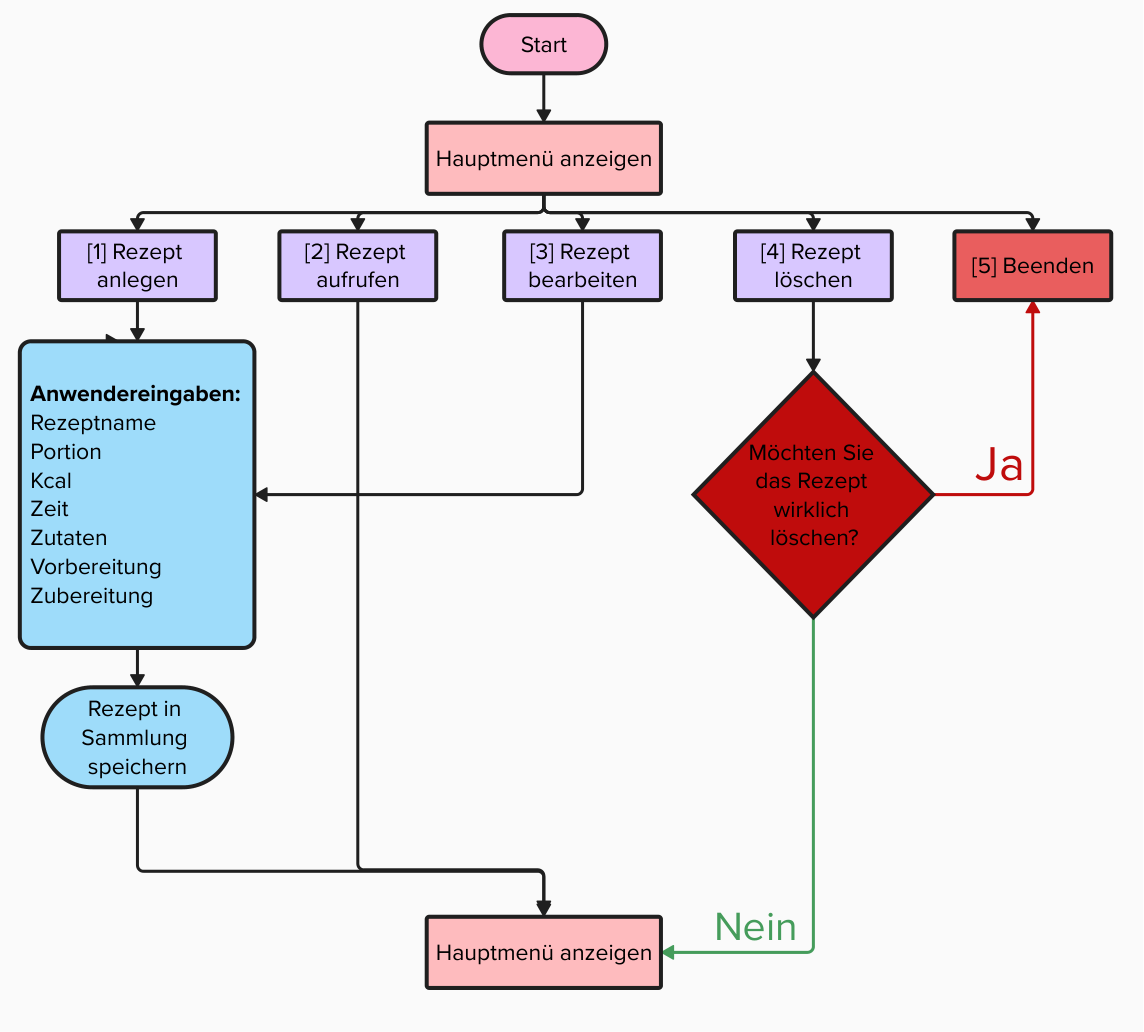 Start
Hauptmenü anzeigen
[1] Rezept
anlegen
[2] Rezept
aufrufen
[3] Rezept
bearbeiten
[4] Rezept
löschen
[5] Beenden
Anwendereingaben:
Rezeptname
Portion
Kcal
Zeit
Zutaten
Vorbereitung
Zubereitung
Möchten Sie
das Rezept
wirklich
löschen?
Ja
Rezept in
Sammlung
speichern
Nein
Hauptmenü anzeigen